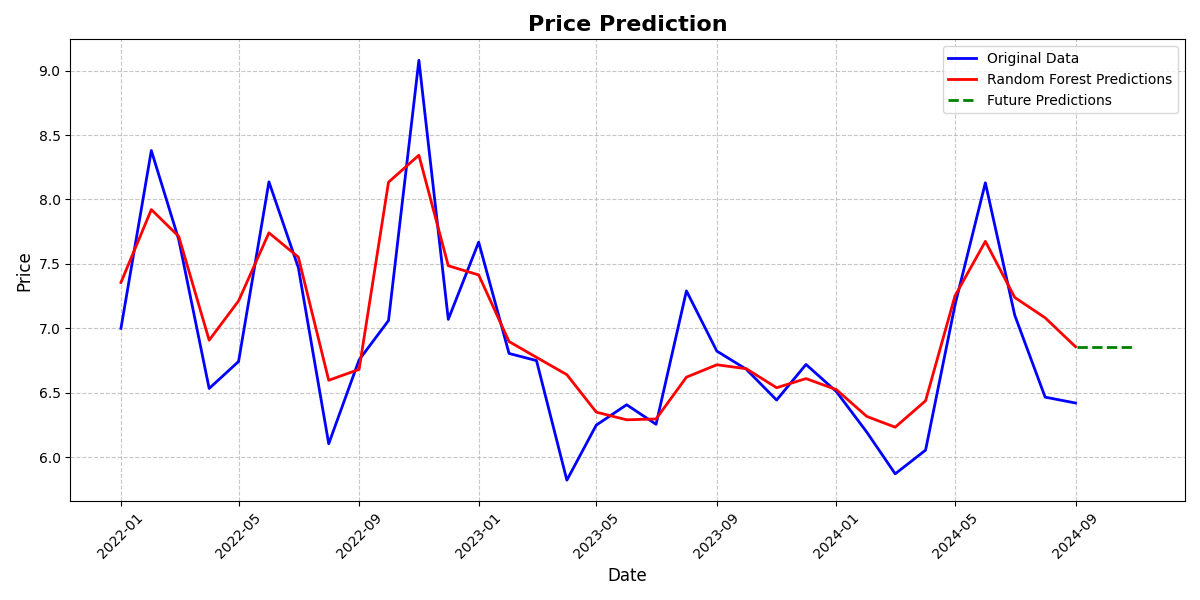 Price Prediction
Original Data
Random Forest Predictions
Future Predictions
Price
9.0
8.5
8.0
7.5
7.0
6.5
6.0
2022-01
2022-05
2022-09
2023-01
2023-05
2023-09
2024-01
2024-05
2024-09
Date